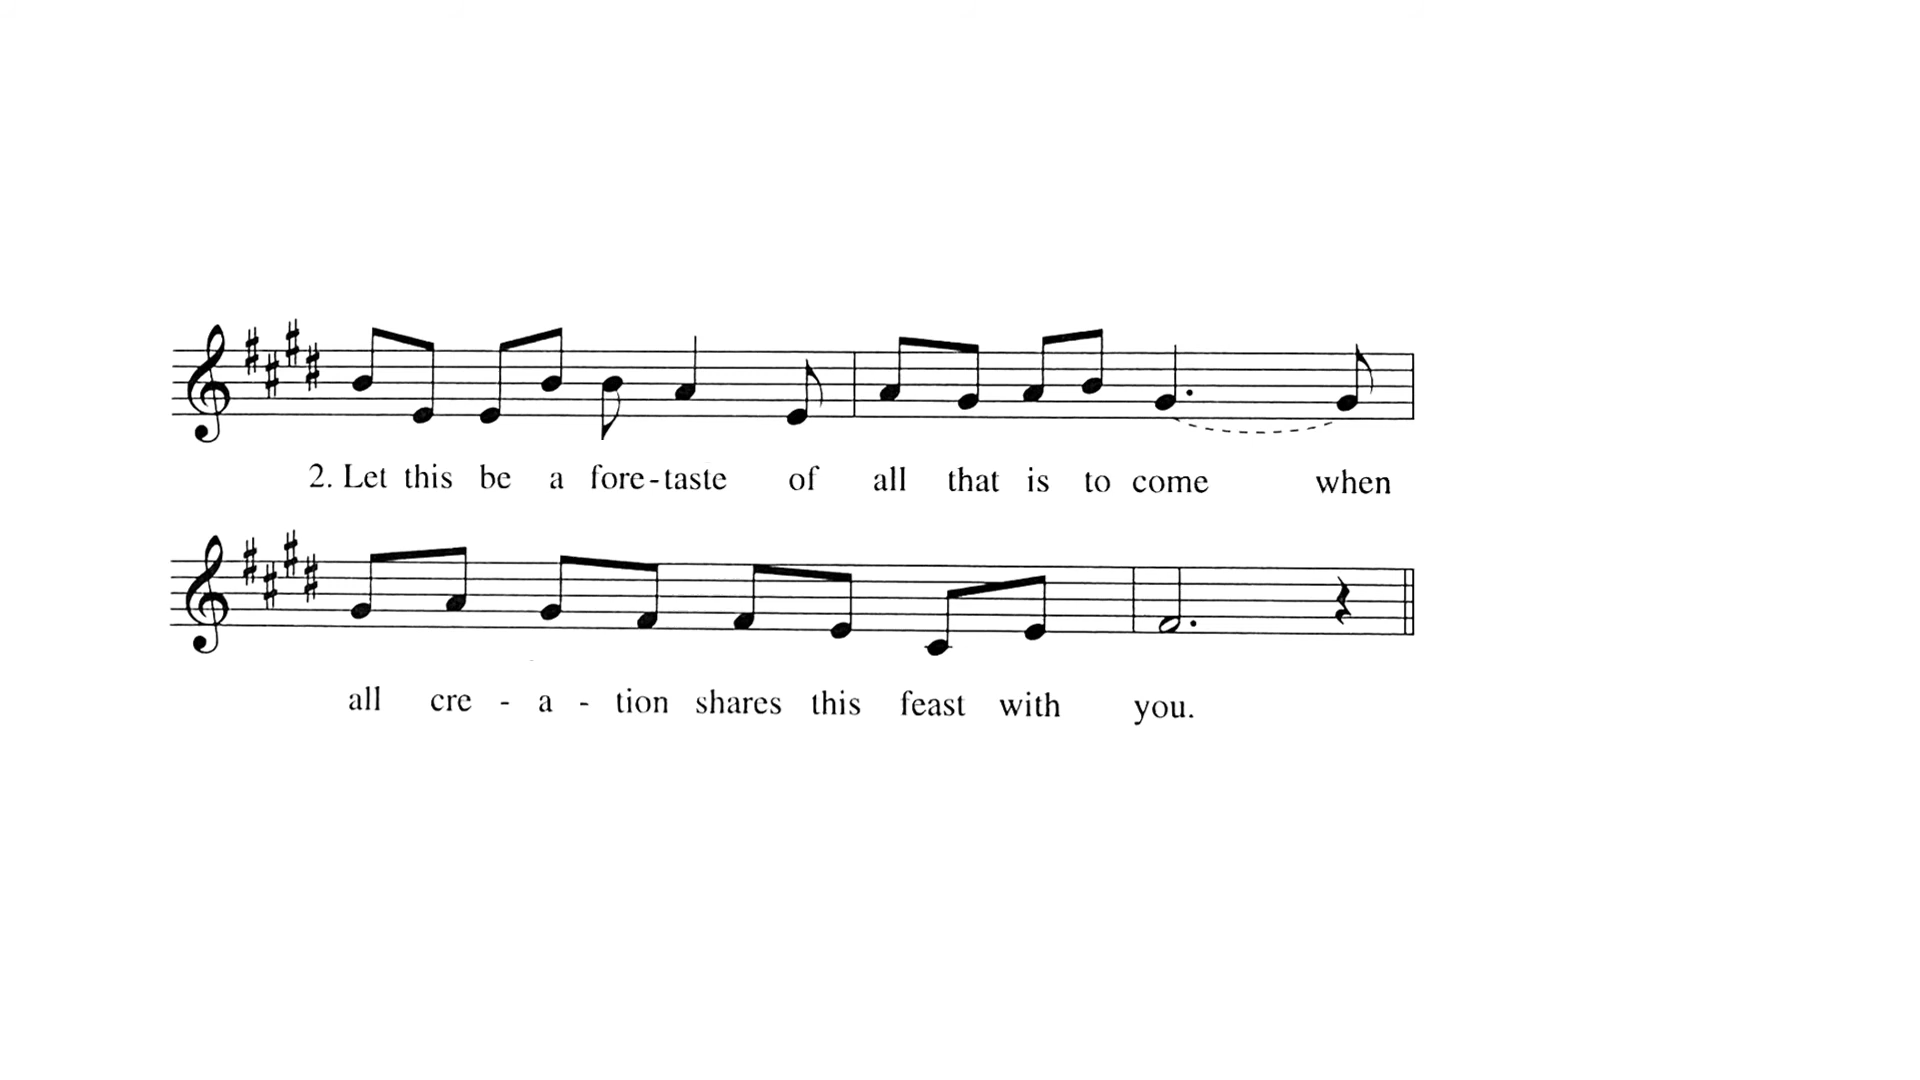 2. Let this be a fore-taste of all that is to come when
all cre - a - tion shares this feast with you.